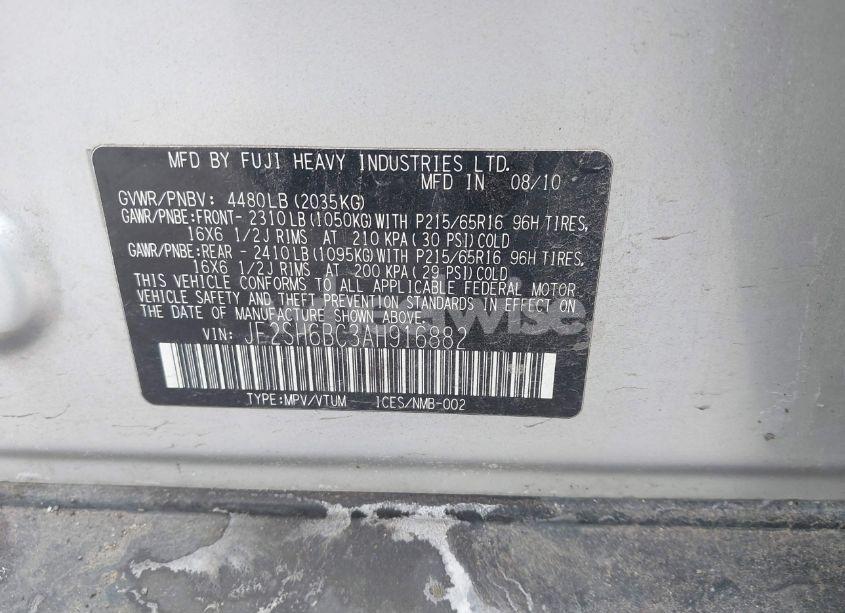 MFD BY FUJI HEAVY INDUSTRIES LTD.
MFD IN 08/10
GVWR/PNBV: 4480LB (2035KG)
GAWR/PNBE:FRONT- 2310LB (1050KG) WITH P215/65R16 96H TIRES,
16X6 1/2J RIMS AT 210 KPA (30 PSI) COLD
GAWR/PNBE:REAR - 2410LB (1095KG) WITH P215/65R16 96H TIRES,
16X6 1/2J RIMS AT 200 KPA (29 PSI) COLD.
THIS VEHICLE CONFORMS TO ALL APPLICABLE FEDERAL MOTOR
VEHICLE SAFETY AND THEFT PREVENTION STANDARDS IN EFFECT ON
THE DATE OF MANUFACTURE SHOWN ABOVE.
VIN: JF2SH6BC3AH916882
TYPE:MPV/VTUM ICES/NMB-002